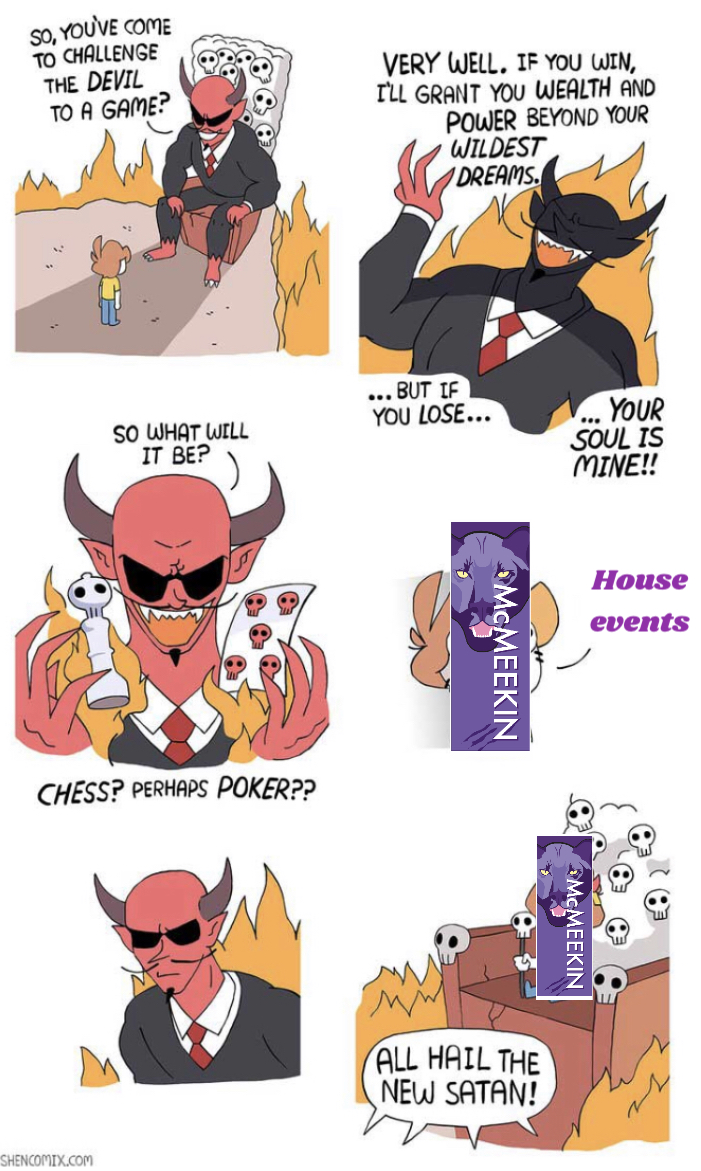 SO, YOU'VE COME
TO CHALLENGE
THE DEVIL
TO A GAME?
VERY WELL. IF YOU WIN,
I'LL GRANT YOU WEALTH AND
POWER BEYOND YOUR
WILDEST
DREAMS.
... BUT IF
YOU LOSE...
... YOUR
SOUL IS
MINE!!
SO WHAT WILL
IT BE?
CHESS? PERHAPS POKER??
McMEEKIN
House
events
McMEEKIN
ALL HAIL THE
NEW SATAN!
SHENCOMIX.COM